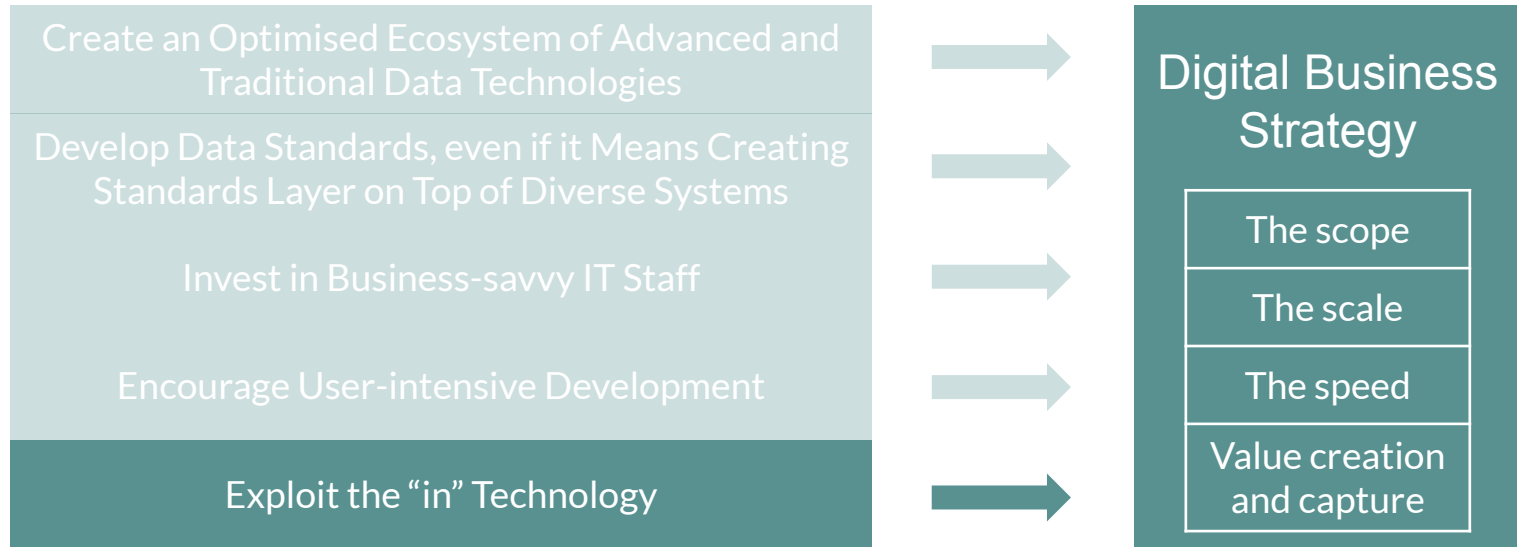 Create an Optimised Ecosystem of Advanced and
Traditional Data Technologies
Develop Data Standards, even if it Means Creating
Standards Layer on Top of Diverse Systems
Invest in Business-savvy IT Staff
Encourage User-intensive Development
Exploit the “in” Technology
Digital Business
Strategy
The scope
The scale
The speed
Value creation
and capture